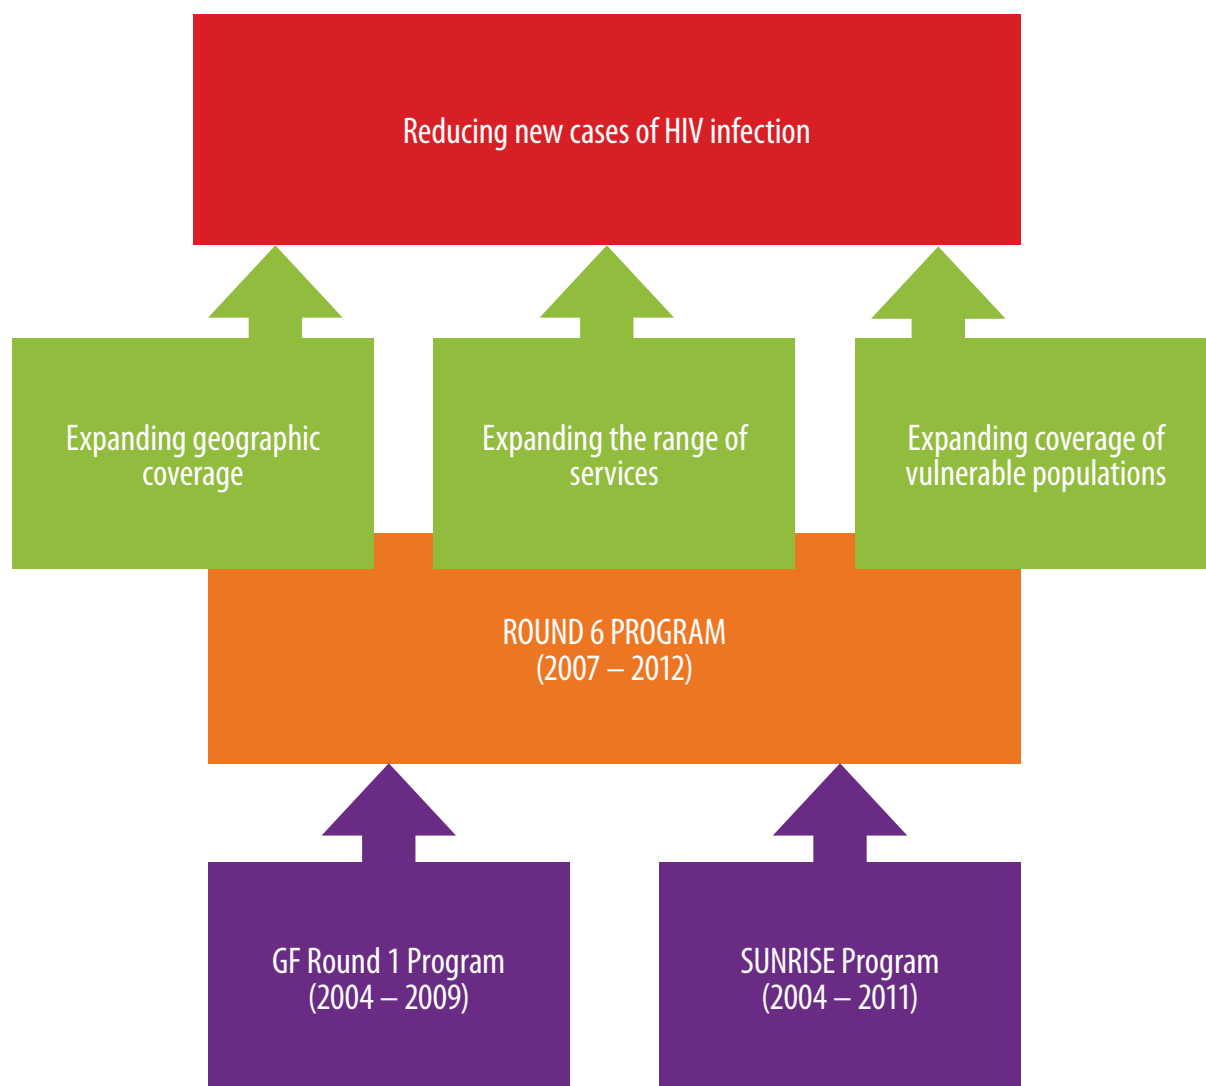 Reducing new cases of HIV infection
Expanding geographic
coverage
Expanding the range of
services
Expanding coverage of
vulnerable populations
ROUND 6 PROGRAM
(2007 – 2012)
GF Round 1 Program
(2004 – 2009)
SUNRISE Program
(2004 – 2011)